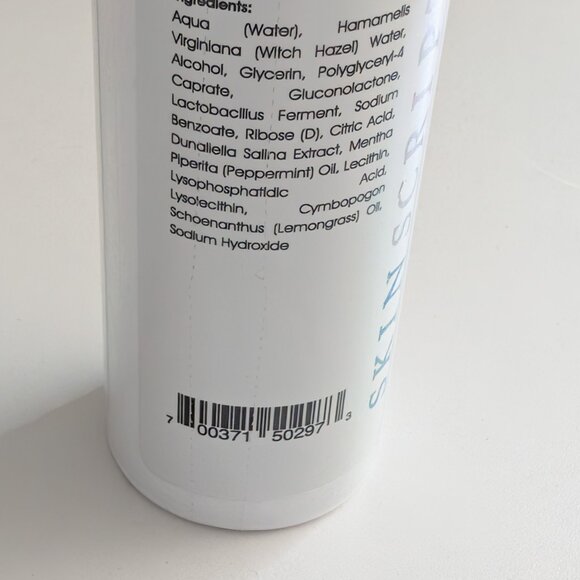 Ingredients:
Aqua (Water), Hamamelis
Virginiana (Witch Hazel) Water,
Alcohol, Glycerin, Polyglyceryl-4
Caprate, Gluconolactone,
Lactobacillus Ferment, Sodium
Benzoate, Ribose (D), Citric Acid,
Dunaliella Salina Extract, Mentha
Piperita (Peppermint) Oil, Lecithin,
Lysophosphatidic Acid,
Lysolecithin, Cymbopogon
Schoenanthus (Lemongrass) Oil,
Sodium Hydroxide
7 00371 50297 3
SKIN SCRIP